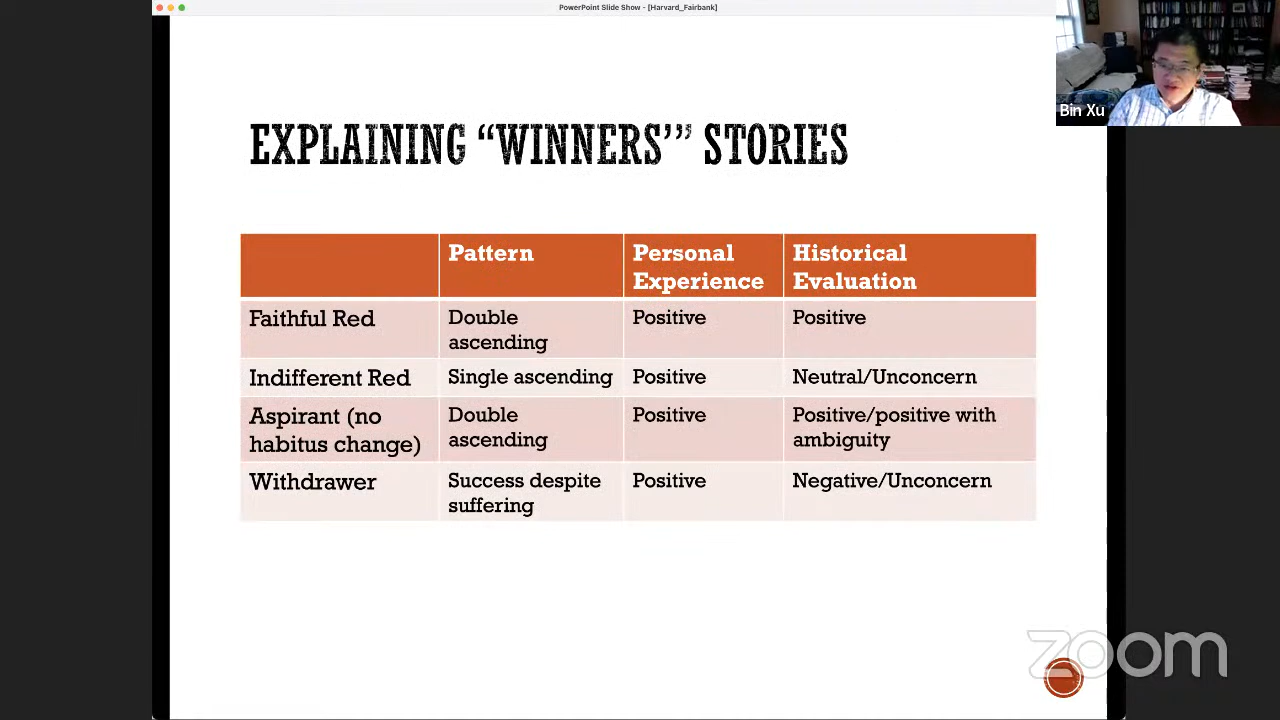 PowerPoint Slide Show - [Harvard_Fairbank]
Bin Xu
EXPLAINING “WINNERS’” STORIES
Pattern
Personal
Experience
Historical
Evaluation
Faithful Red
Double
ascending
Positive
Positive
Indifferent Red
Single ascending
Positive
Neutral/Unconcern
Aspirant (no
habitus change)
Double
ascending
Positive
Positive/positive with
ambiguity
Withdrawer
Success despite
suffering
Positive
Negative/Unconcern
zoom